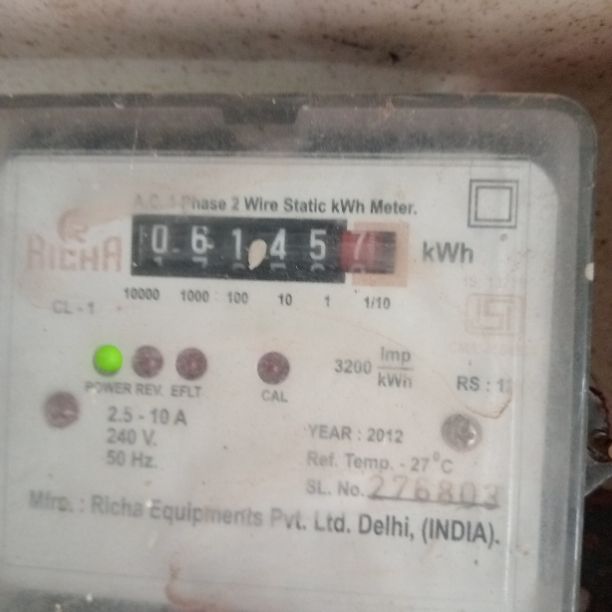 A.C. 1 Phase 2 Wire Static kWh Meter.
RICHA
0 6 1 4 5 7 kWh
10000 1000 100 10 1 1/10
CL - 1
3200 Imp
kWh
POWER REV. EFLT
CAL
RS :
2.5 - 10 A
240 V.
50 Hz.
YEAR : 2012
Ref. Temp. - 27°C
SL. No. 276803
Mfrs. : Richa Equipments Pvt. Ltd. Delhi, (INDIA).